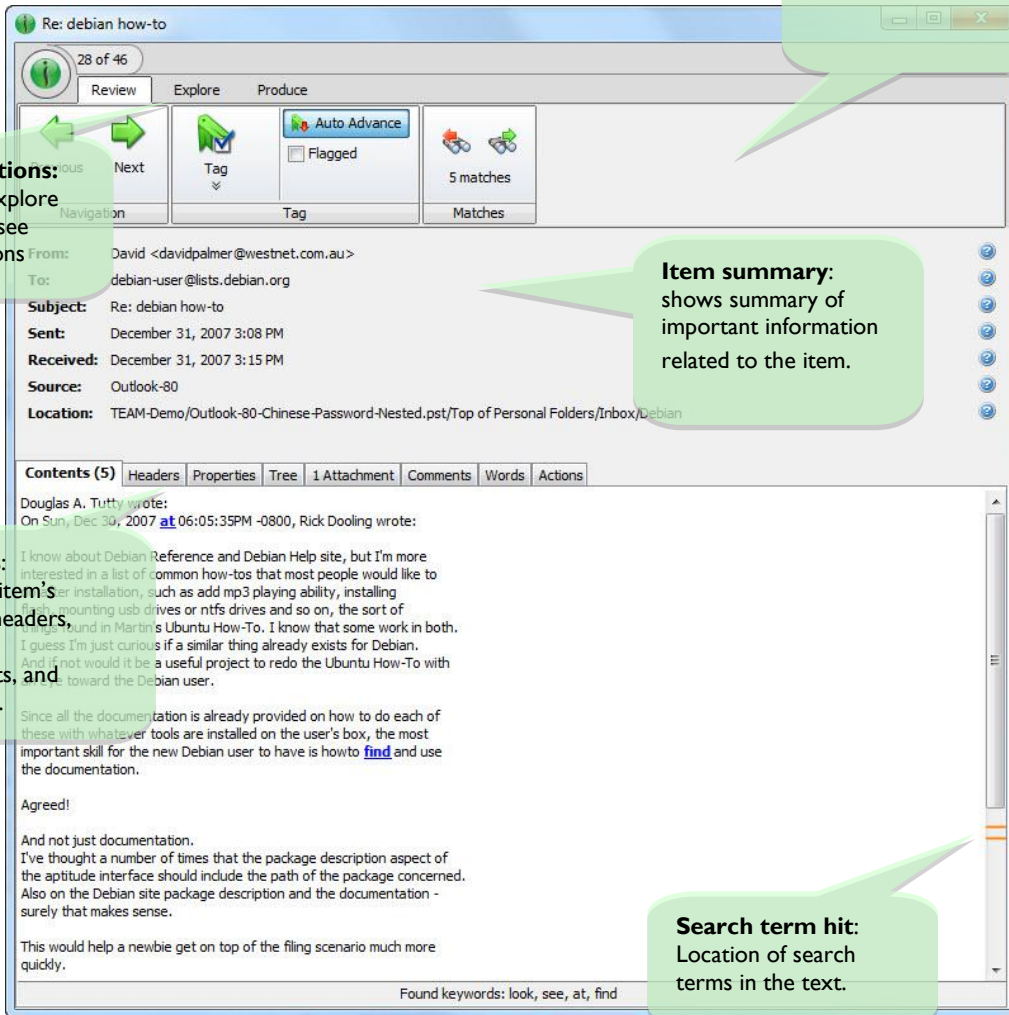 Re: debian how-to
28 of 46
Review Explore Produce
Previous Next
Tag
Auto Advance
Flagged
5 matches
Navigation Tag Matches
tions:
xplore
see
ons
From: David <davidpalmer@westnet.com.au>
To: debian-user@lists.debian.org
Subject: Re: debian how-to
Sent: December 31, 2007 3:08 PM
Received: December 31, 2007 3:15 PM
Source: Outlook-80
Location: TEAM-Demo/Outlook-80-Chinese-Password-Nested.pst/Top of Personal Folders/Inbox/Debian
Item summary:
shows summary of
important information
related to the item.
Contents (5) Headers Properties Tree 1 Attachment Comments Words Actions
Douglas A. Tutty wrote:
On Sun, Dec 30, 2007 at 06:05:35PM -0800, Rick Dooling wrote:
I know about Debian Reference and Debian Help site, but I'm more
interested in a list of common how-tos that most people would like to
after installation, such as add mp3 playing ability, installing
flash, mounting usb drives or ntfs drives and so on, the sort of
things found in Martin's Ubuntu How-To. I know that some work in both.
I guess I'm just curious if a similar thing already exists for Debian.
And if not would it be a useful project to redo the Ubuntu How-To with
an eye toward the Debian user.
:
item's
headers,
ts, and
.
Since all the documentation is already provided on how to do each of
these with whatever tools are installed on the user's box, the most
important skill for the new Debian user to have is howto find and use
the documentation.
Agreed!
And not just documentation.
I've thought a number of times that the package description aspect of
the aptitude interface should include the path of the package concerned.
Also on the Debian site package description and the documentation -
surely that makes sense.
This would help a newbie get on top of the filing scenario much more
quickly.
Search term hit:
Location of search
terms in the text.
Found keywords: look, see, at, find